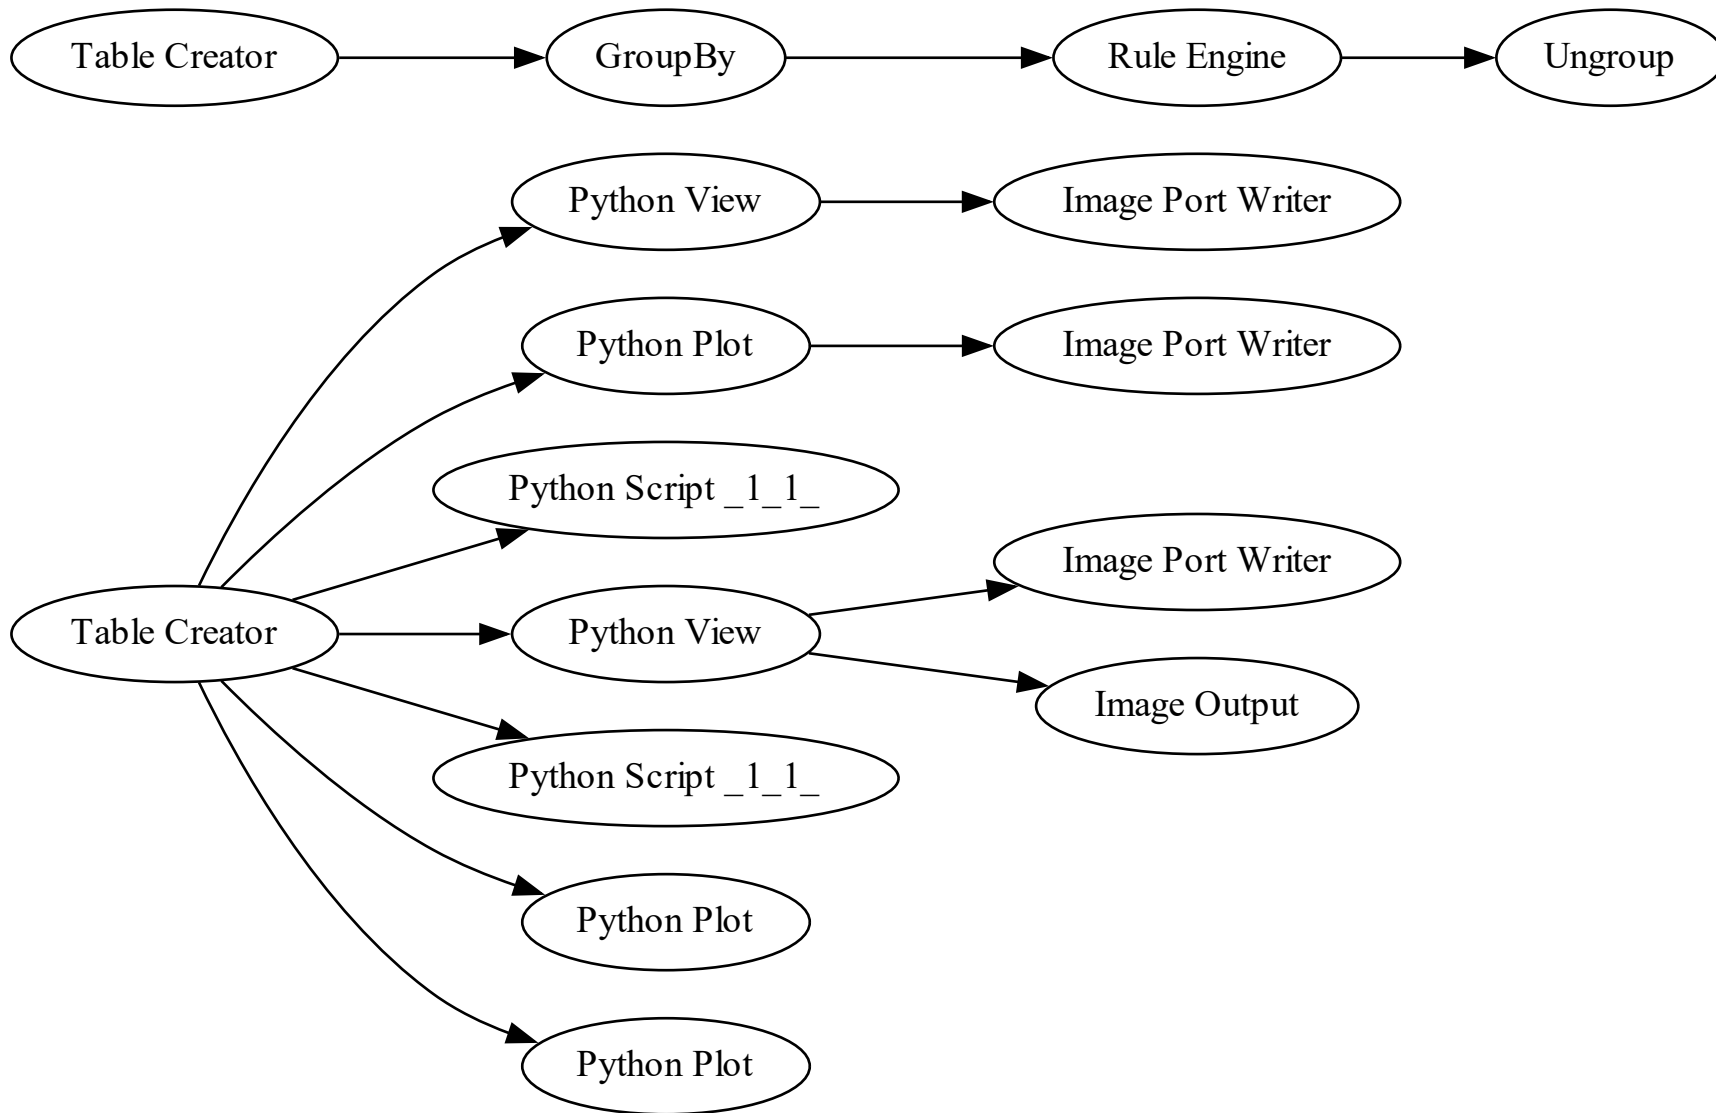 Table Creator
GroupBy
Rule Engine
Ungroup
Python View
Image Port Writer
Python Plot
Image Port Writer
Python Script _1_1_
Image Port Writer
Table Creator
Python View
Image Output
Python Script _1_1_
Python Plot
Python Plot